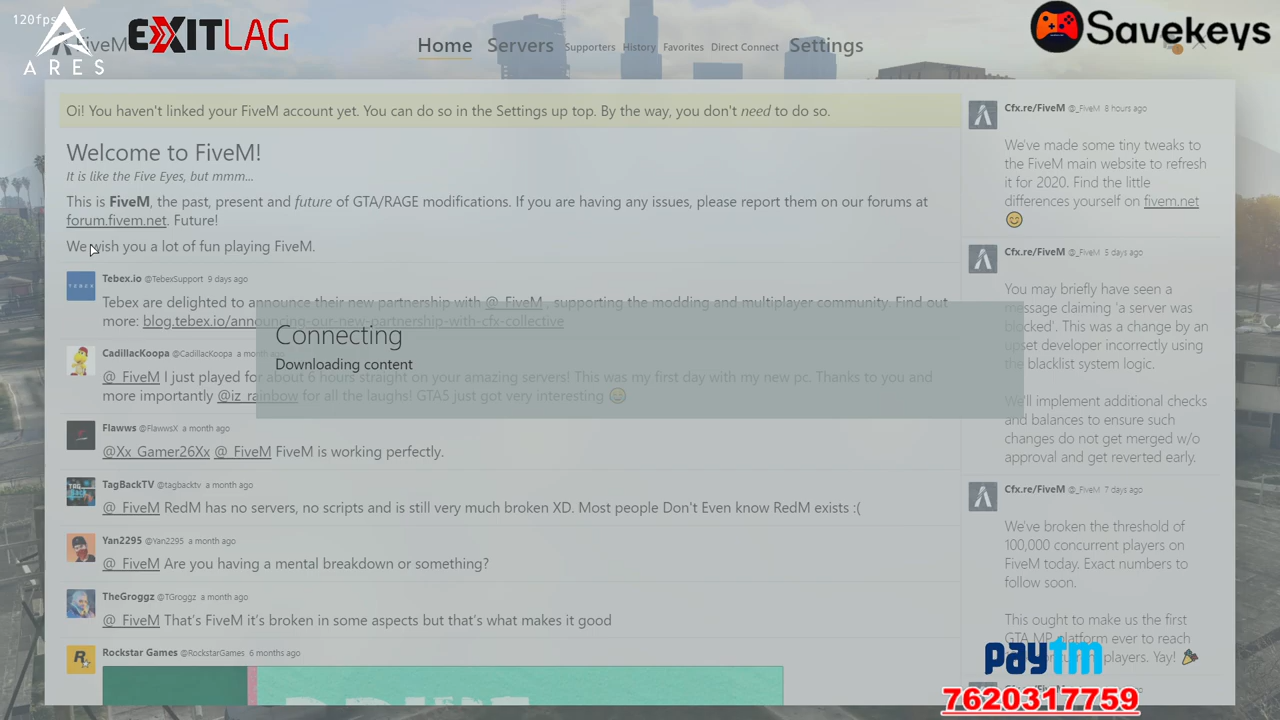 120fps
FiveM
ARES
EXITLAG
Home Servers Supporters History Favorites Direct Connect Settings
Savekeys
Oi! You haven't linked your FiveM account yet. You can do so in the Settings up top. By the way, you don't need to do so.
Welcome to FiveM!
It is like the Five Eyes, but mmm...
This is FiveM, the past, present and future of GTA/RAGE modifications. If you are having any issues, please report them on our forums at
forum.fivem.net. Future!
We wish you a lot of fun playing FiveM.
TEBEX
Tebex.io @TebexSupport 9 days ago
Tebex are delighted to announce their new partnership with @_FiveM , supporting the modding and multiplayer community. Find out
more: blog.tebex.io/announcing-our-new-partnership-with-cfx-collective
Connecting
Downloading content
CadillacKoopa @CadillacKoopa a month ago
@_FiveM I just played for about 6 hours straight on your amazing servers! This was my first day with my new pc. Thanks to you and
more importantly @iz_rainbow for all the laughs! GTA5 just got very interesting 😄
Flawws @FlawwsX a month ago
@Xx_Gamer26Xx @_FiveM FiveM is working perfectly.
TagBackTV @tagbacktv a month ago
@_FiveM RedM has no servers, no scripts and is still very much broken XD. Most people Don't Even know RedM exists :(
Yan2295 @Yan2295 a month ago
@_FiveM Are you having a mental breakdown or something?
TheGroggz @TGroggz a month ago
@_FiveM That's FiveM it's broken in some aspects but that's what makes it good
Rockstar Games @RockstarGames 6 months ago
Cfx.re/FiveM @_FiveM 8 hours ago
We've made some tiny tweaks to
the FiveM main website to refresh
it for 2020. Find the little
differences yourself on fivem.net
😊
Cfx.re/FiveM @_FiveM 5 days ago
You may briefly have seen a
message claiming 'a server was
blocked'. This was a change by an
upset developer incorrectly using
the blacklist system logic.
We'll implement additional checks
and balances to ensure such
changes do not get merged w/o
approval and get reverted early.
Cfx.re/FiveM @_FiveM 7 days ago
We've broken the threshold of
100,000 concurrent players on
FiveM today. Exact numbers to
follow soon.
This ought to make us the first
GTA MP platform ever to reach
players. Yay! 🎉
paytm
7620317759